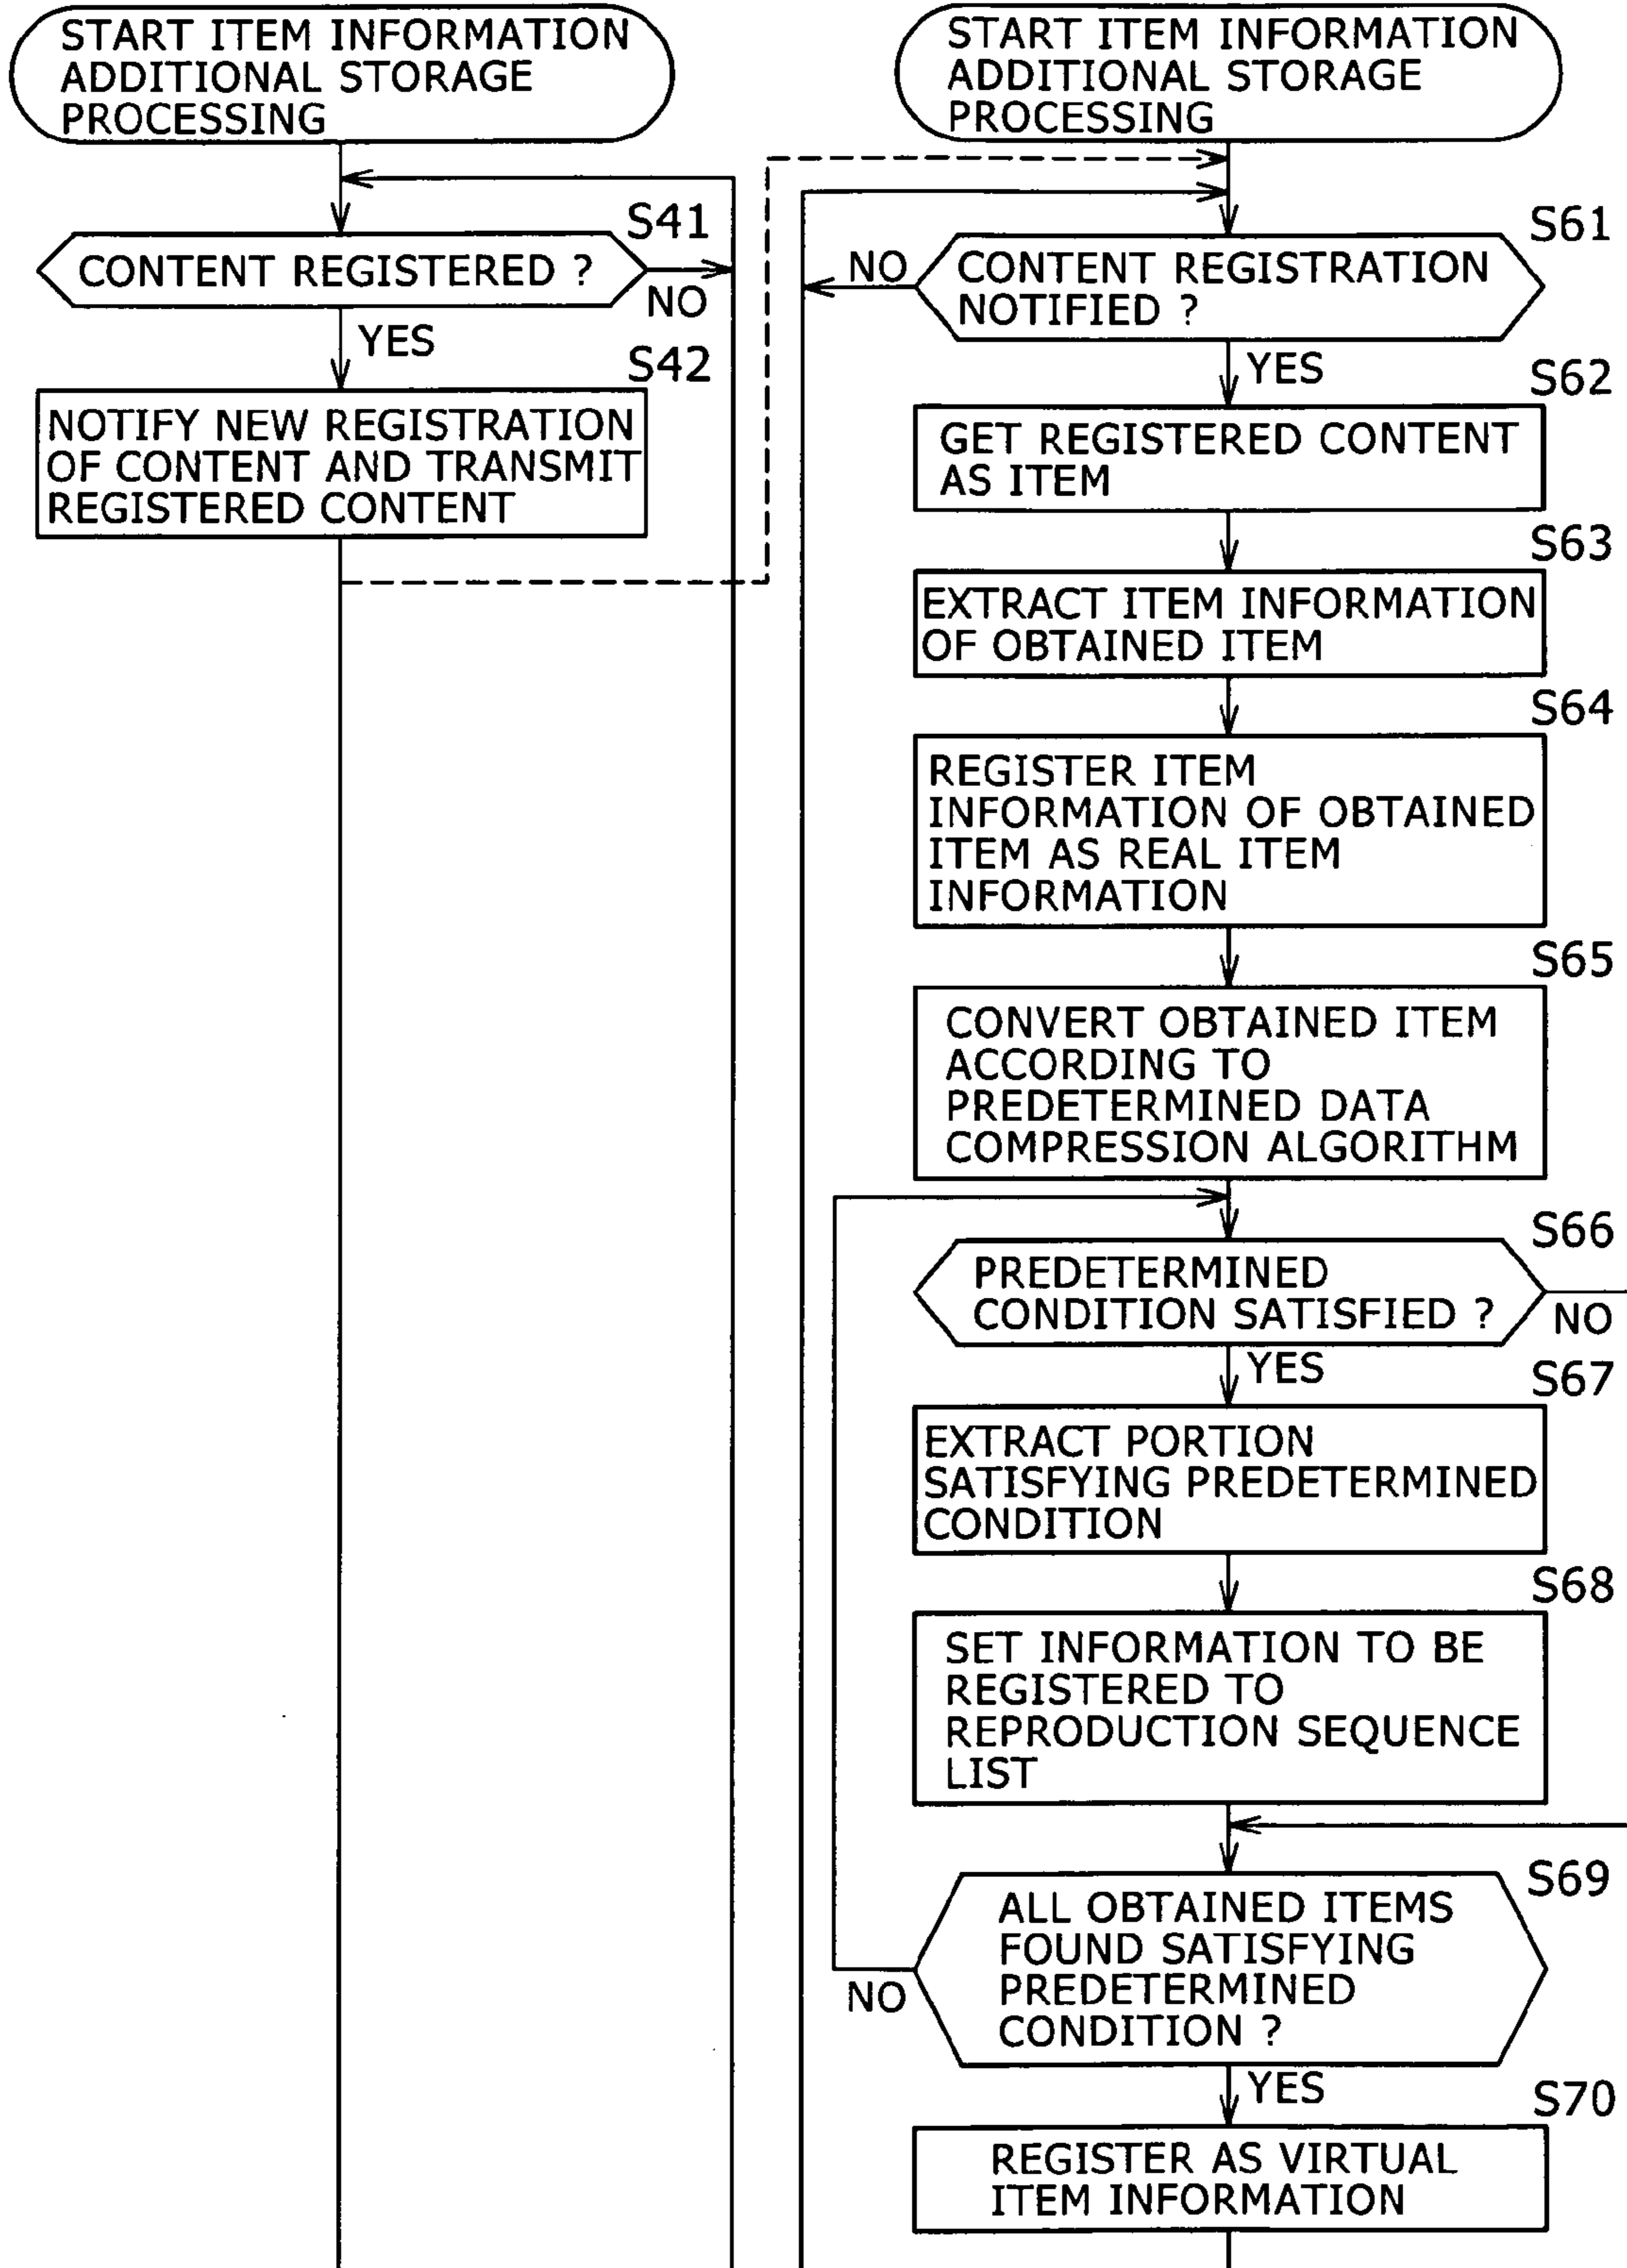 START ITEM INFORMATION
ADDITIONAL STORAGE
PROCESSING
S41
CONTENT REGISTERED ?
NO
YES
S42
NOTIFY NEW REGISTRATION
OF CONTENT AND TRANSMIT
REGISTERED CONTENT
START ITEM INFORMATION
ADDITIONAL STORAGE
PROCESSING
S61
NO
CONTENT REGISTRATION
NOTIFIED ?
YES
S62
GET REGISTERED CONTENT
AS ITEM
S63
EXTRACT ITEM INFORMATION
OF OBTAINED ITEM
S64
REGISTER ITEM
INFORMATION OF OBTAINED
ITEM AS REAL ITEM
INFORMATION
S65
CONVERT OBTAINED ITEM
ACCORDING TO
PREDETERMINED DATA
COMPRESSION ALGORITHM
S66
PREDETERMINED
CONDITION SATISFIED ?
NO
YES
S67
EXTRACT PORTION
SATISFYING PREDETERMINED
CONDITION
S68
SET INFORMATION TO BE
REGISTERED TO
REPRODUCTION SEQUENCE
LIST
S69
ALL OBTAINED ITEMS
FOUND SATISFYING
PREDETERMINED
CONDITION ?
NO
YES
S70
REGISTER AS VIRTUAL
ITEM INFORMATION